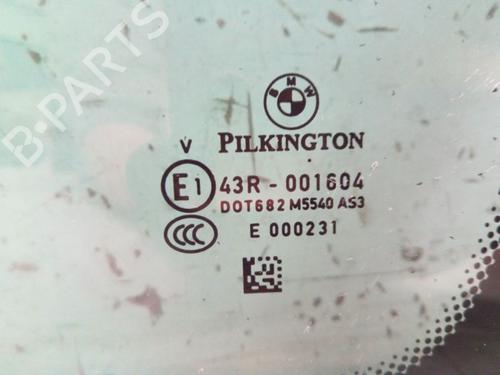 B-PARTS
BMW
PILKINGTON
V
E1 43R - 001604
DOT682 M5540 AS3
CCC E 000231